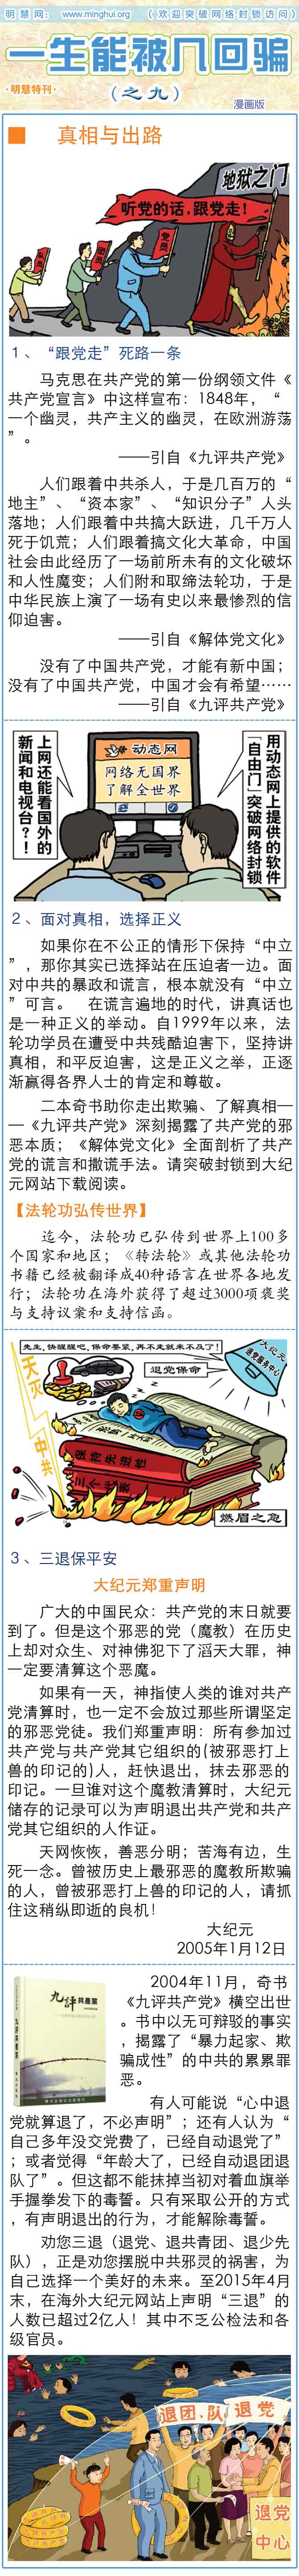 明慧网：www.minghui.org （欢迎突破网络封锁访问）
一生能被几回骗
·明慧特刊·
（之九）
漫画版
真相与出路
地狱之门
听党的话，跟党走！
党员
团员
队员
1、“跟党走”死路一条
马克思在共产党的第一份纲领文件《
共产党宣言》中这样宣布：1848年，“
一个幽灵，共产主义的幽灵，在欧洲游荡
”。
——引自《九评共产党》
人们跟着中共杀人，于是几百万的“
地主”、“资本家”、“知识分子”人头
落地；人们跟着中共搞大跃进，几千万人
死于饥荒；人们跟着搞文化大革命，中国
社会由此经历了一场前所未有的文化破坏
和人性魔变；人们附和取缔法轮功，于是
中华民族上演了一场有史以来最惨烈的信
仰迫害。
——引自《解体党文化》
没有了中国共产党，才能有新中国；
没有了中国共产党，中国才会有希望……
——引自《九评共产党》
上网还能看国外的
新闻和电视台？！
动态网
网络无国界
了解全世界
用动态网上提供的软件
「自由门」突破网络封锁
2、面对真相，选择正义
如果你在不公正的情形下保持“中立
”，那你其实已选择站在压迫者一边。面
对中共的暴政和谎言，根本就没有“中立
”可言。 在谎言遍地的时代，讲真话也
是一种正义的举动。自1999年以来，法
轮功学员在遭受中共残酷迫害下，坚持讲
真相，和平反迫害，这是正义之举，正逐
渐赢得各界人士的肯定和尊敬。
二本奇书助你走出欺骗、了解真相—
—《九评共产党》深刻揭露了共产党的邪
恶本质；《解体党文化》全面剖析了共产
党的谎言和撒谎手法。请突破封锁到大纪
元网站下载阅读。
【法轮功弘传世界】
迄今，法轮功已弘传到世界上100多
个国家和地区；《转法轮》或其他法轮功
书籍已经被翻译成40种语言在世界各地发
行；法轮功在海外获得了超过3000项褒奖
与支持议案和支持信函。
先生，快醒醒吧，保命要紧，再不走就来不及了！
大纪元
退党服务中心
退党保命
天灭
中共
保持先进性
三个代表
燃眉之急
3、三退保平安
大纪元郑重声明
广大的中国民众：共产党的末日就要
到了。但是这个邪恶的党（魔教）在历史
上却对众生、对神佛犯下了滔天大罪，神
一定要清算这个恶魔。
如果有一天，神指使人类的谁对共产
党清算时，也一定不会放过那些所谓坚定
的邪恶党徒。我们郑重声明：所有参加过
共产党与共产党其它组织的(被邪恶打上
兽的印记的)人，赶快退出，抹去邪恶的
印记。一旦谁对这个魔教清算时，大纪元
储存的记录可以为声明退出共产党和共产
党其它组织的人作证。
天网恢恢，善恶分明；苦海有边，生
死一念。曾被历史上最邪恶的魔教所欺骗
的人，曾被邪恶打上兽的印记的人，请抓
住这稍纵即逝的良机！
大纪元
2005年1月12日
九評共產黨
2004年11月，奇书
《九评共产党》横空出世
。书中以无可辩驳的事实
，揭露了“暴力起家、欺
骗成性”的中共的累累罪
恶。
有人可能说“心中退
党就算退了，不必声明”；还有人认为“
自己多年没交党费了，已经自动退党了”
；或者觉得“年龄大了，已经自动退团退
队了”。但这都不能抹掉当初对着血旗举
手握拳发下的毒誓。只有采取公开的方式
，有声明退出的行为，才能解除毒誓。
劝您三退（退党、退共青团、退少先
队），正是劝您摆脱中共邪灵的祸害，为
自己选择一个美好的未来。至2015年4月
末，在海外大纪元网站上声明“三退”的
人数已超过2亿人！其中不乏公检法和各
级官员。
退团、队 退党
退党
中心